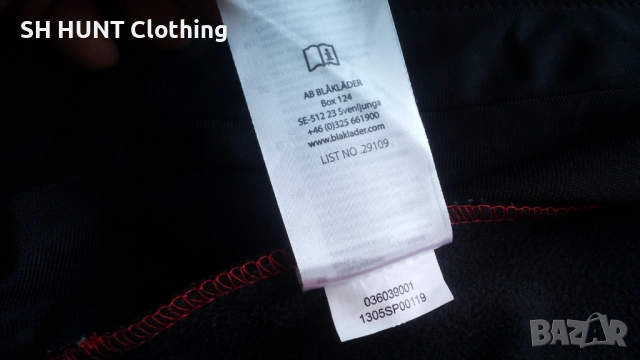 SH HUNT Clothing
AB BLÅKLÄDER
Box 124
SE-512 23 Svenljunga
+46 (0)325 661900
www.blaklader.com
LIST NO .29109
036039001
1305SP00119
BAZAR